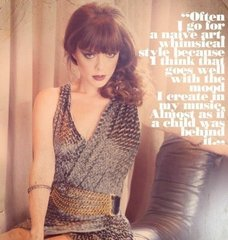 “Often
I go for
a naive art,
whimsical
style because
I think that
goes well
with the
mood
I create in
my music.
Almost as if
a child was
behind
it.”